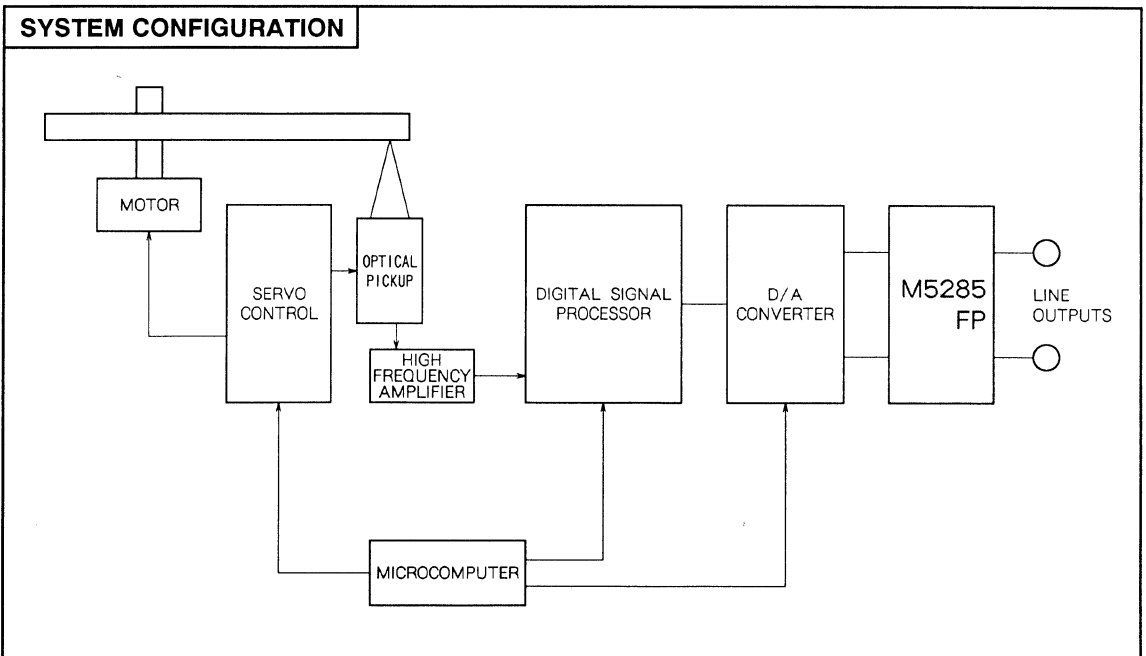 SYSTEM CONFIGURATION
MOTOR
SERVO
CONTROL
OPTICAL
PICKUP
HIGH
FREQUENCY
AMPLIFIER
DIGITAL SIGNAL
PROCESSOR
D/A
CONVERTER
M5285
FP
LINE
OUTPUTS
MICROCOMPUTER